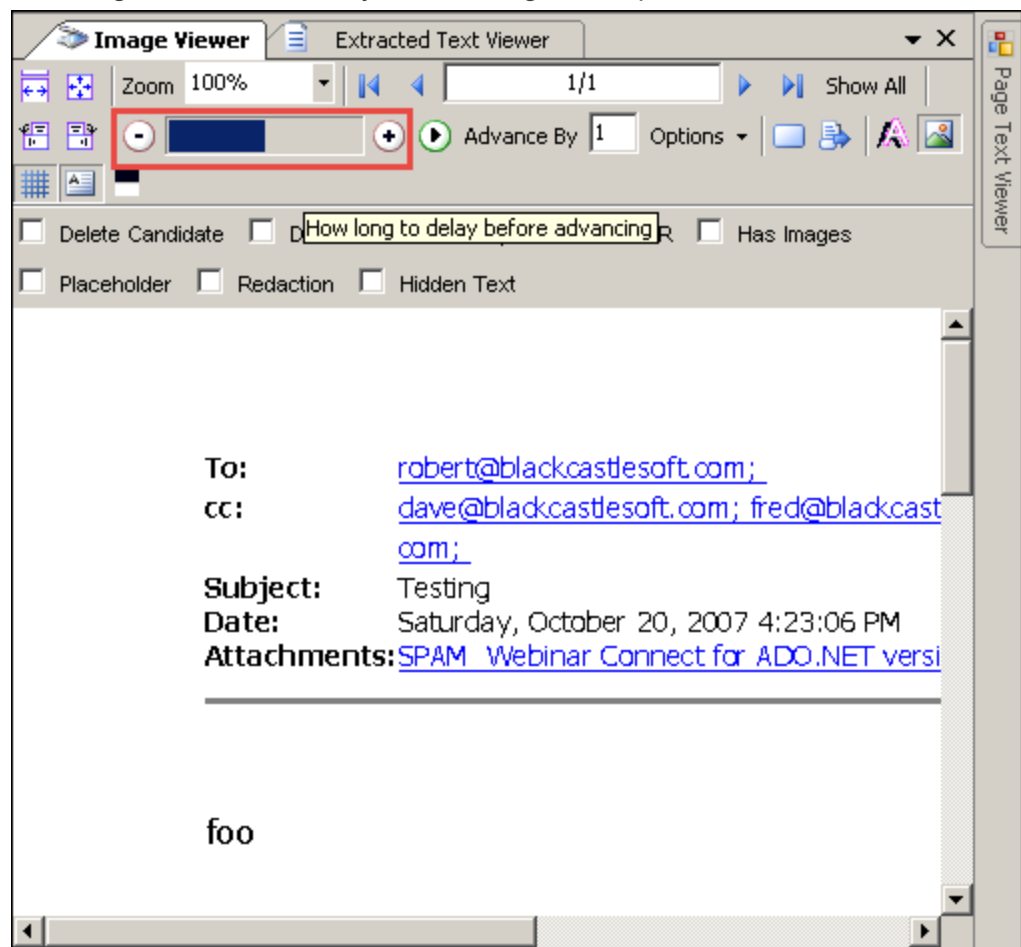 Image Viewer Extracted Text Viewer
Zoom 100% 1/1 Show All
Advance By 1 Options
How long to delay before advancing
Delete Candidate D R Has Images
Placeholder Redaction Hidden Text
To: robert@blackcastlesoft.com;
cc: dave@blackcastlesoft.com; fred@blackcast
com;
Subject: Testing
Date: Saturday, October 20, 2007 4:23:06 PM
Attachments: SPAM Webinar Connect for ADO.NET versi
foo
Page Text Viewer